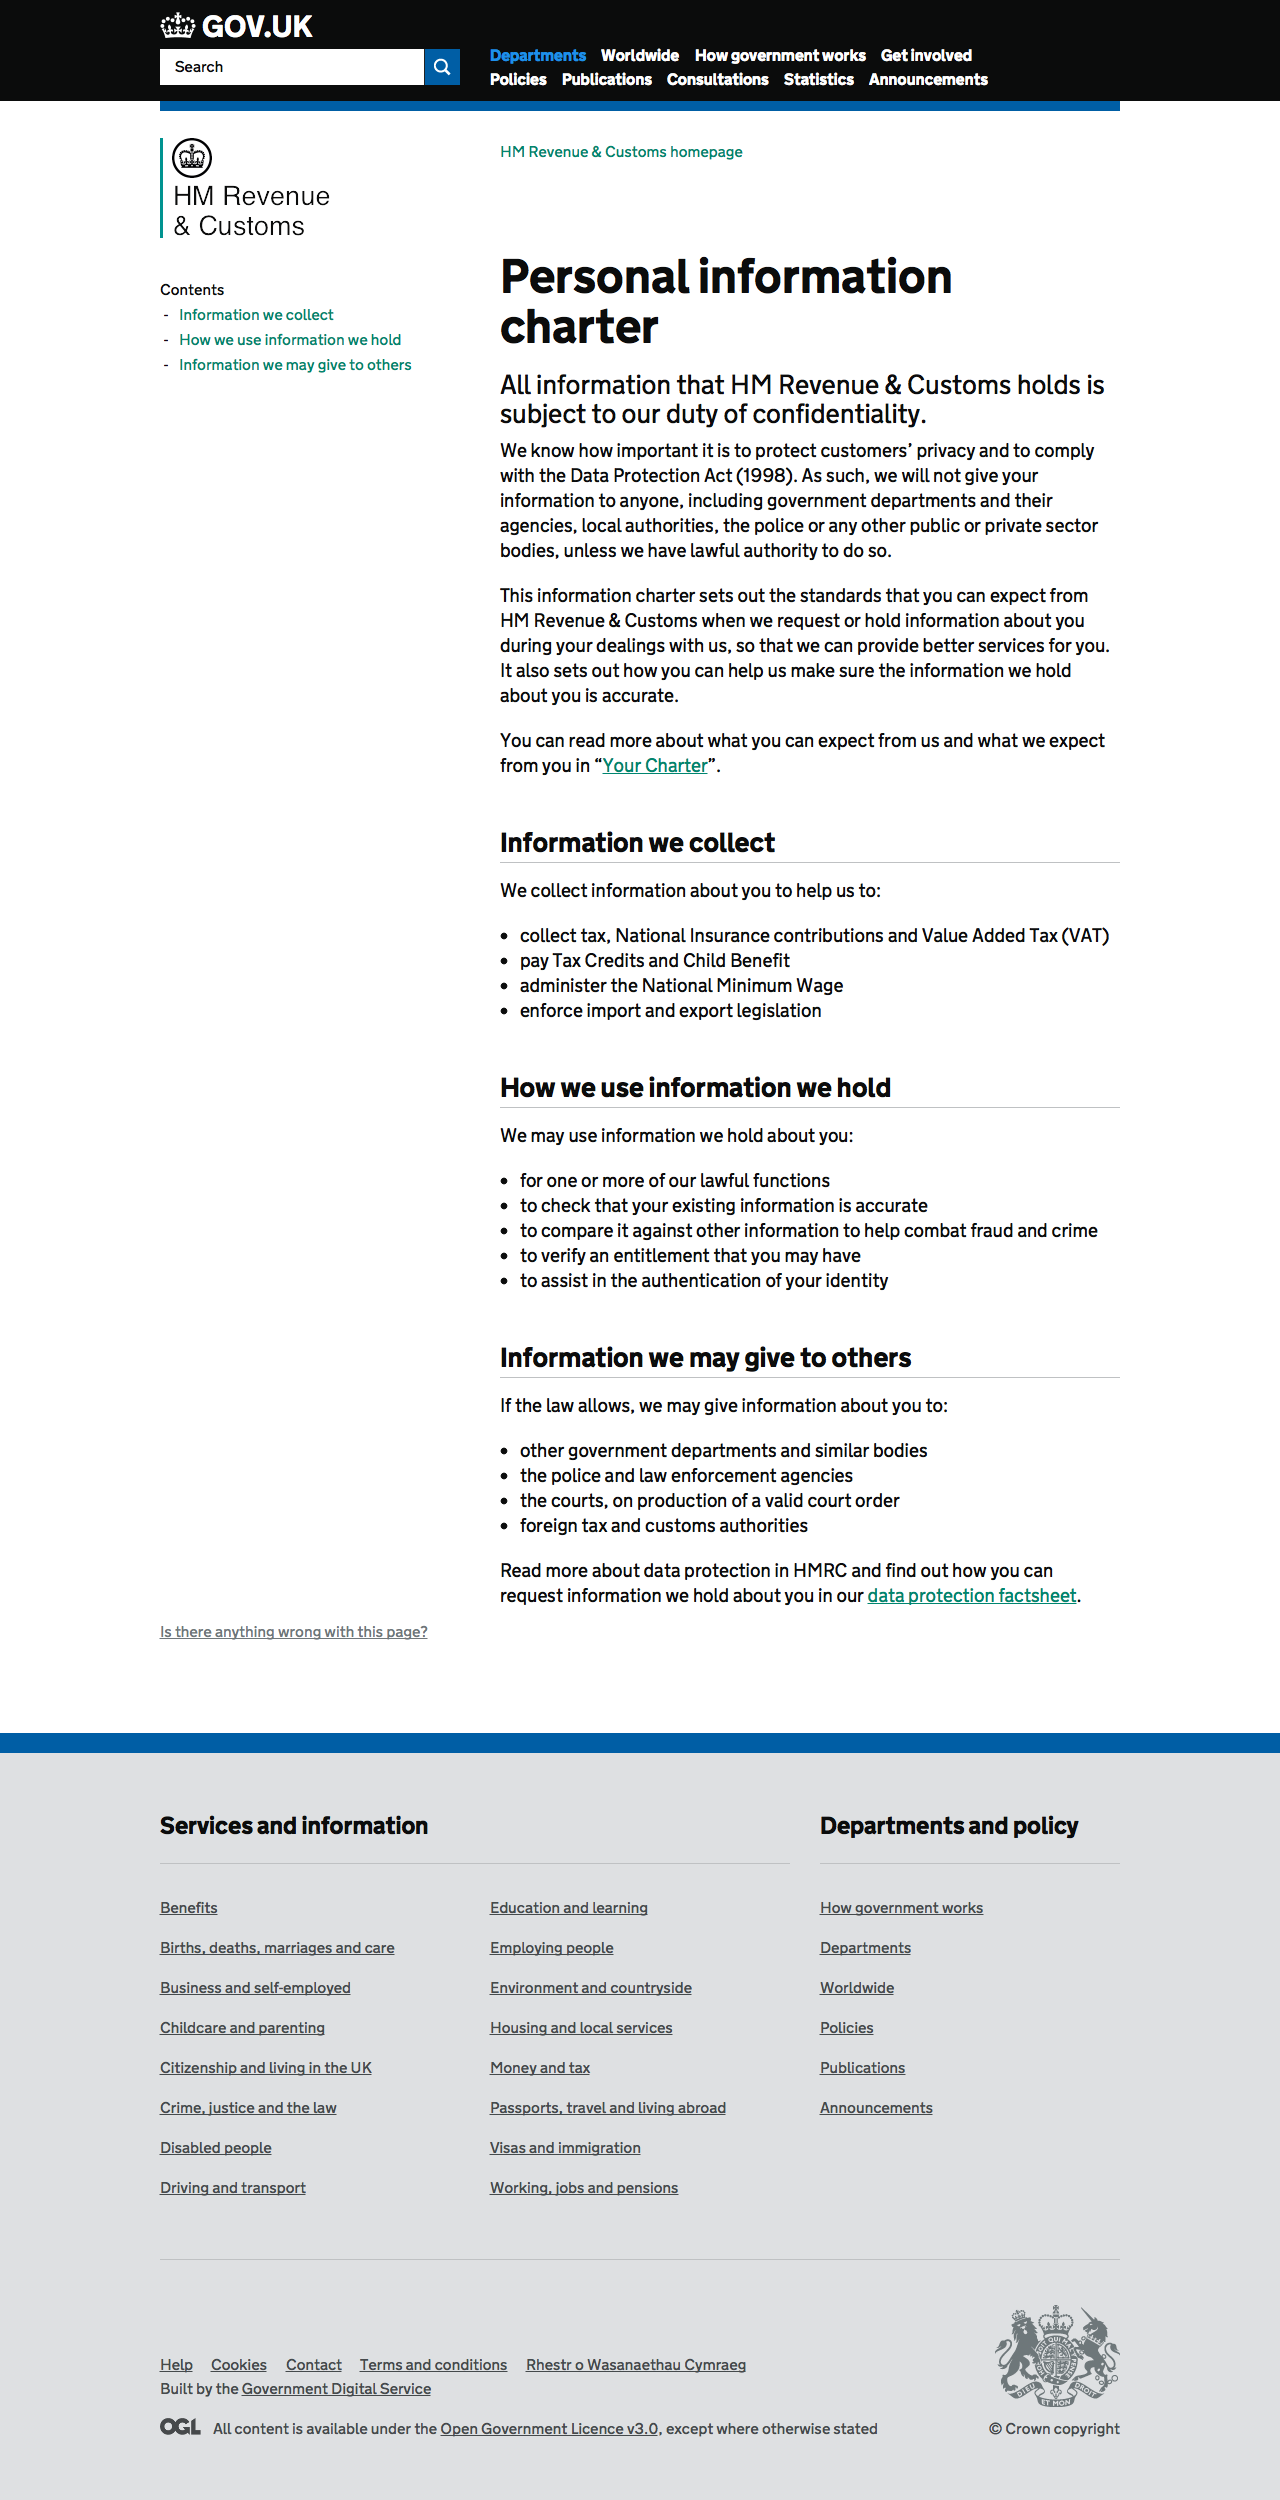 GOV.UK
Search
Departments Worldwide How government works Get involved
Policies Publications Consultations Statistics Announcements
HM Revenue
& Customs
HM Revenue & Customs homepage
Contents
- Information we collect
- How we use information we hold
- Information we may give to others
Personal information
charter
All information that HM Revenue & Customs holds is
subject to our duty of confidentiality.
We know how important it is to protect customers’ privacy and to comply
with the Data Protection Act (1998). As such, we will not give your
information to anyone, including government departments and their
agencies, local authorities, the police or any other public or private sector
bodies, unless we have lawful authority to do so.
This information charter sets out the standards that you can expect from
HM Revenue & Customs when we request or hold information about you
during your dealings with us, so that we can provide better services for you.
It also sets out how you can help us make sure the information we hold
about you is accurate.
You can read more about what you can expect from us and what we expect
from you in “Your Charter”.
Information we collect
We collect information about you to help us to:
• collect tax, National Insurance contributions and Value Added Tax (VAT)
• pay Tax Credits and Child Benefit
• administer the National Minimum Wage
• enforce import and export legislation
How we use information we hold
We may use information we hold about you:
• for one or more of our lawful functions
• to check that your existing information is accurate
• to compare it against other information to help combat fraud and crime
• to verify an entitlement that you may have
• to assist in the authentication of your identity
Information we may give to others
If the law allows, we may give information about you to:
• other government departments and similar bodies
• the police and law enforcement agencies
• the courts, on production of a valid court order
• foreign tax and customs authorities
Read more about data protection in HMRC and find out how you can
request information we hold about you in our data protection factsheet.
Is there anything wrong with this page?
Services and information
Benefits
Births, deaths, marriages and care
Business and self-employed
Childcare and parenting
Citizenship and living in the UK
Crime, justice and the law
Disabled people
Driving and transport
Education and learning
Employing people
Environment and countryside
Housing and local services
Money and tax
Passports, travel and living abroad
Visas and immigration
Working, jobs and pensions
Departments and policy
How government works
Departments
Worldwide
Policies
Publications
Announcements
Help Cookies Contact Terms and conditions Rhestr o Wasanaethau Cymraeg
Built by the Government Digital Service
OGL All content is available under the Open Government Licence v3.0, except where otherwise stated
DIEU ET MON DROIT
© Crown copyright